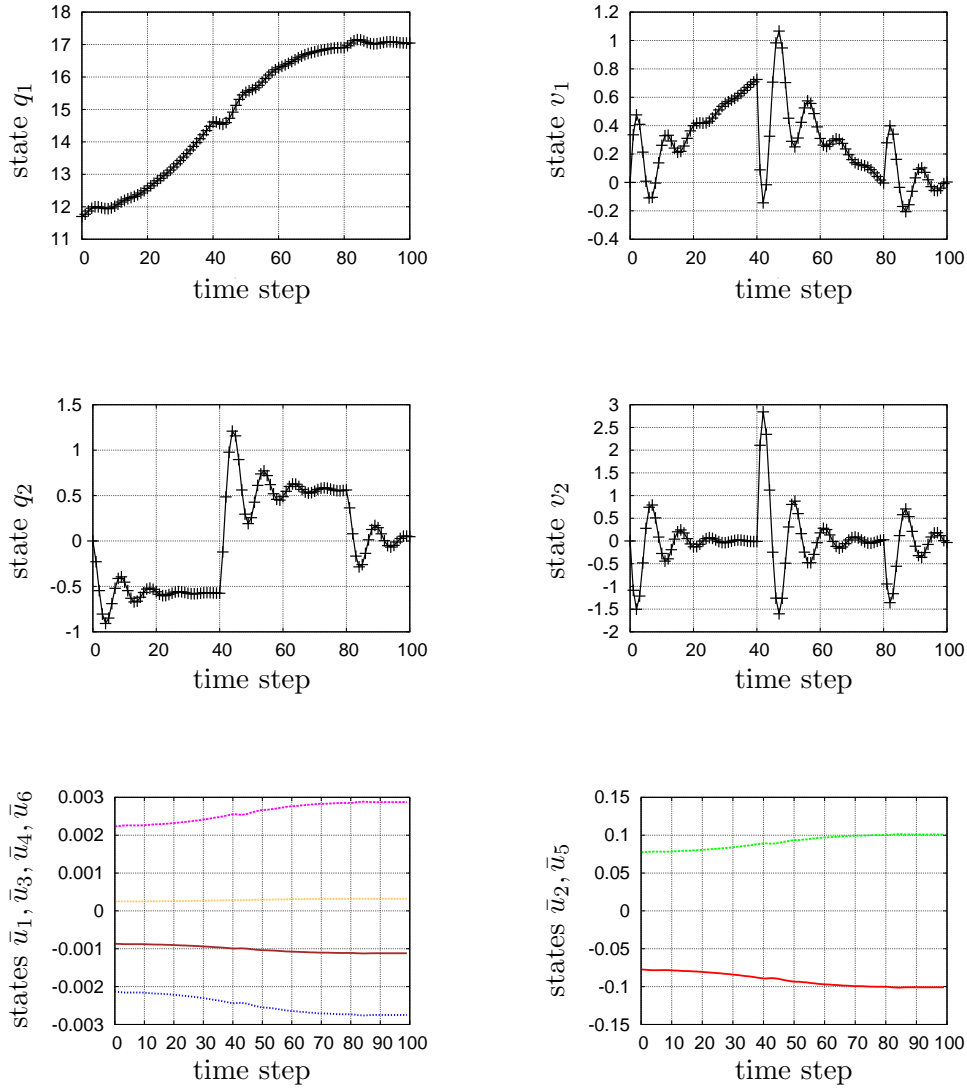 state q₁
17
16
15
14
13
12
11
0 20 40 60 80 100
time step
state v₁
1.2
1
0.8
0.6
0.4
0.2
0
-0.2
-0.4
0 20 40 60 80 100
time step
state q₂
1.5
1
0.5
0
-0.5
-1
0 20 40 60 80 100
time step
state v₂
3
2.5
2
1.5
1
0.5
0
-0.5
-1
-1.5
-2
0 20 40 60 80 100
time step
states ū₁, ū₃, ū₄, ū₆
0.003
0.002
0.001
0
-0.001
-0.002
-0.003
0 10 20 30 40 50 60 70 80 90 100
time step
states ū₂, ū₅
0.15
0.1
0.05
0
-0.05
-0.1
-0.15
0 10 20 30 40 50 60 70 80 90 100
time step